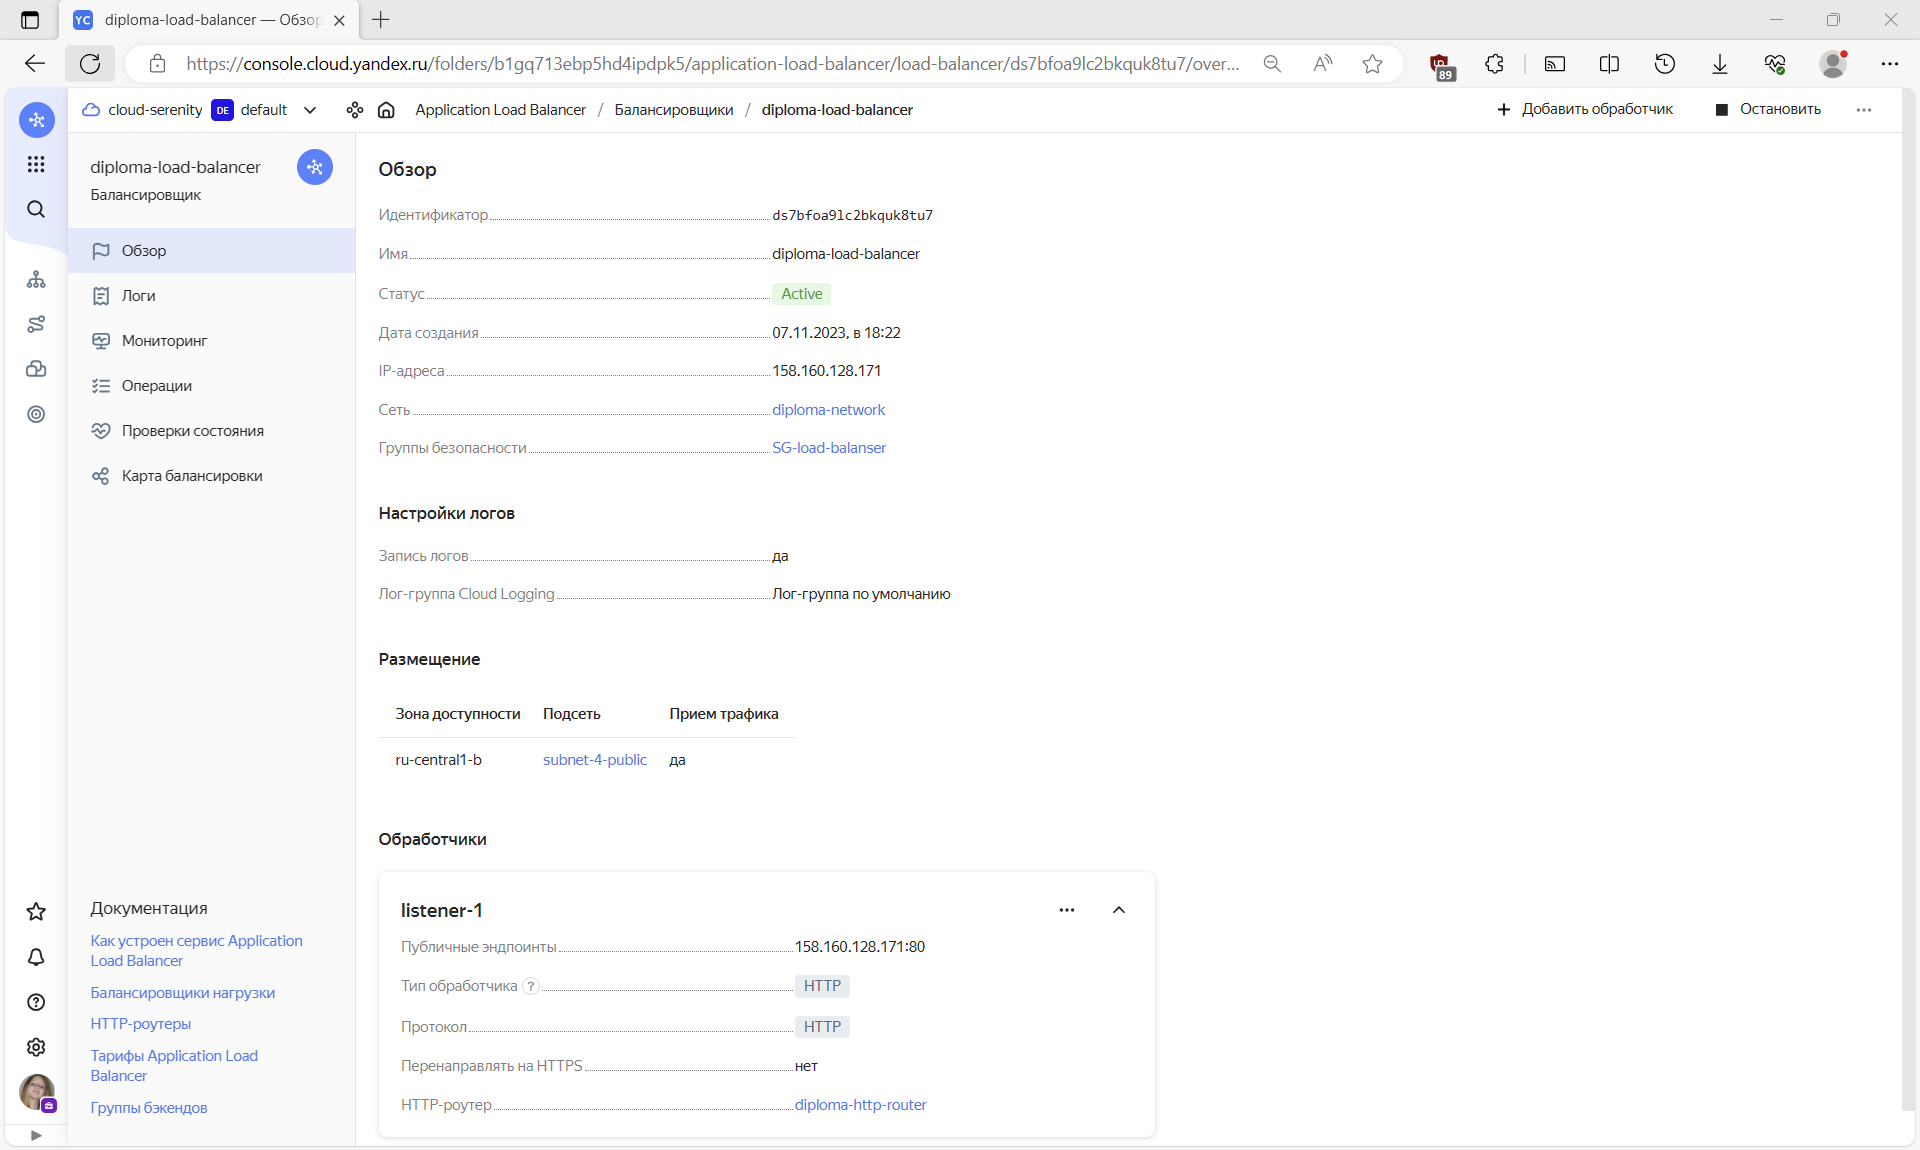 YC diploma-load-balancer — Обзор
https://console.cloud.yandex.ru/folders/b1gq713ebp5hd4ipdpk5/application-load-balancer/load-balancer/ds7bfoa9lc2bkquk8tu7/over...
89
cloud-serenity DE default Application Load Balancer / Балансировщики / diploma-load-balancer Добавить обработчик Остановить
diploma-load-balancer
Балансировщик
Обзор
Логи
Мониторинг
Операции
Проверки состояния
Карта балансировки
Документация
Как устроен сервис Application
Load Balancer
Балансировщики нагрузки
HTTP-роутеры
Тарифы Application Load
Balancer
Группы бэкендов
Обзор
Идентификатор ds7bfoa9lc2bkquk8tu7
Имя diploma-load-balancer
Статус Active
Дата создания 07.11.2023, в 18:22
IP-адреса 158.160.128.171
Сеть diploma-network
Группы безопасности SG-load-balanser
Настройки логов
Запись логов да
Лог-группа Cloud Logging Лог-группа по умолчанию
Размещение
Зона доступности Подсеть Прием трафика
ru-central1-b subnet-4-public да
Обработчики
listener-1
Публичные эндпоинты 158.160.128.171:80
Тип обработчика ? HTTP
Протокол HTTP
Перенаправлять на HTTPS нет
HTTP-роутер diploma-http-router